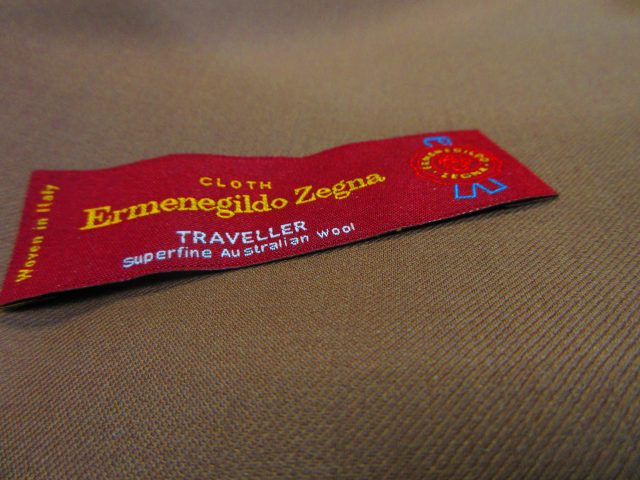 Woven in Italy
CLOTH
Ermenegildo Zegna
TRAVELLER
superfine Australian wool
ERMENEGILDO
ZEGNA